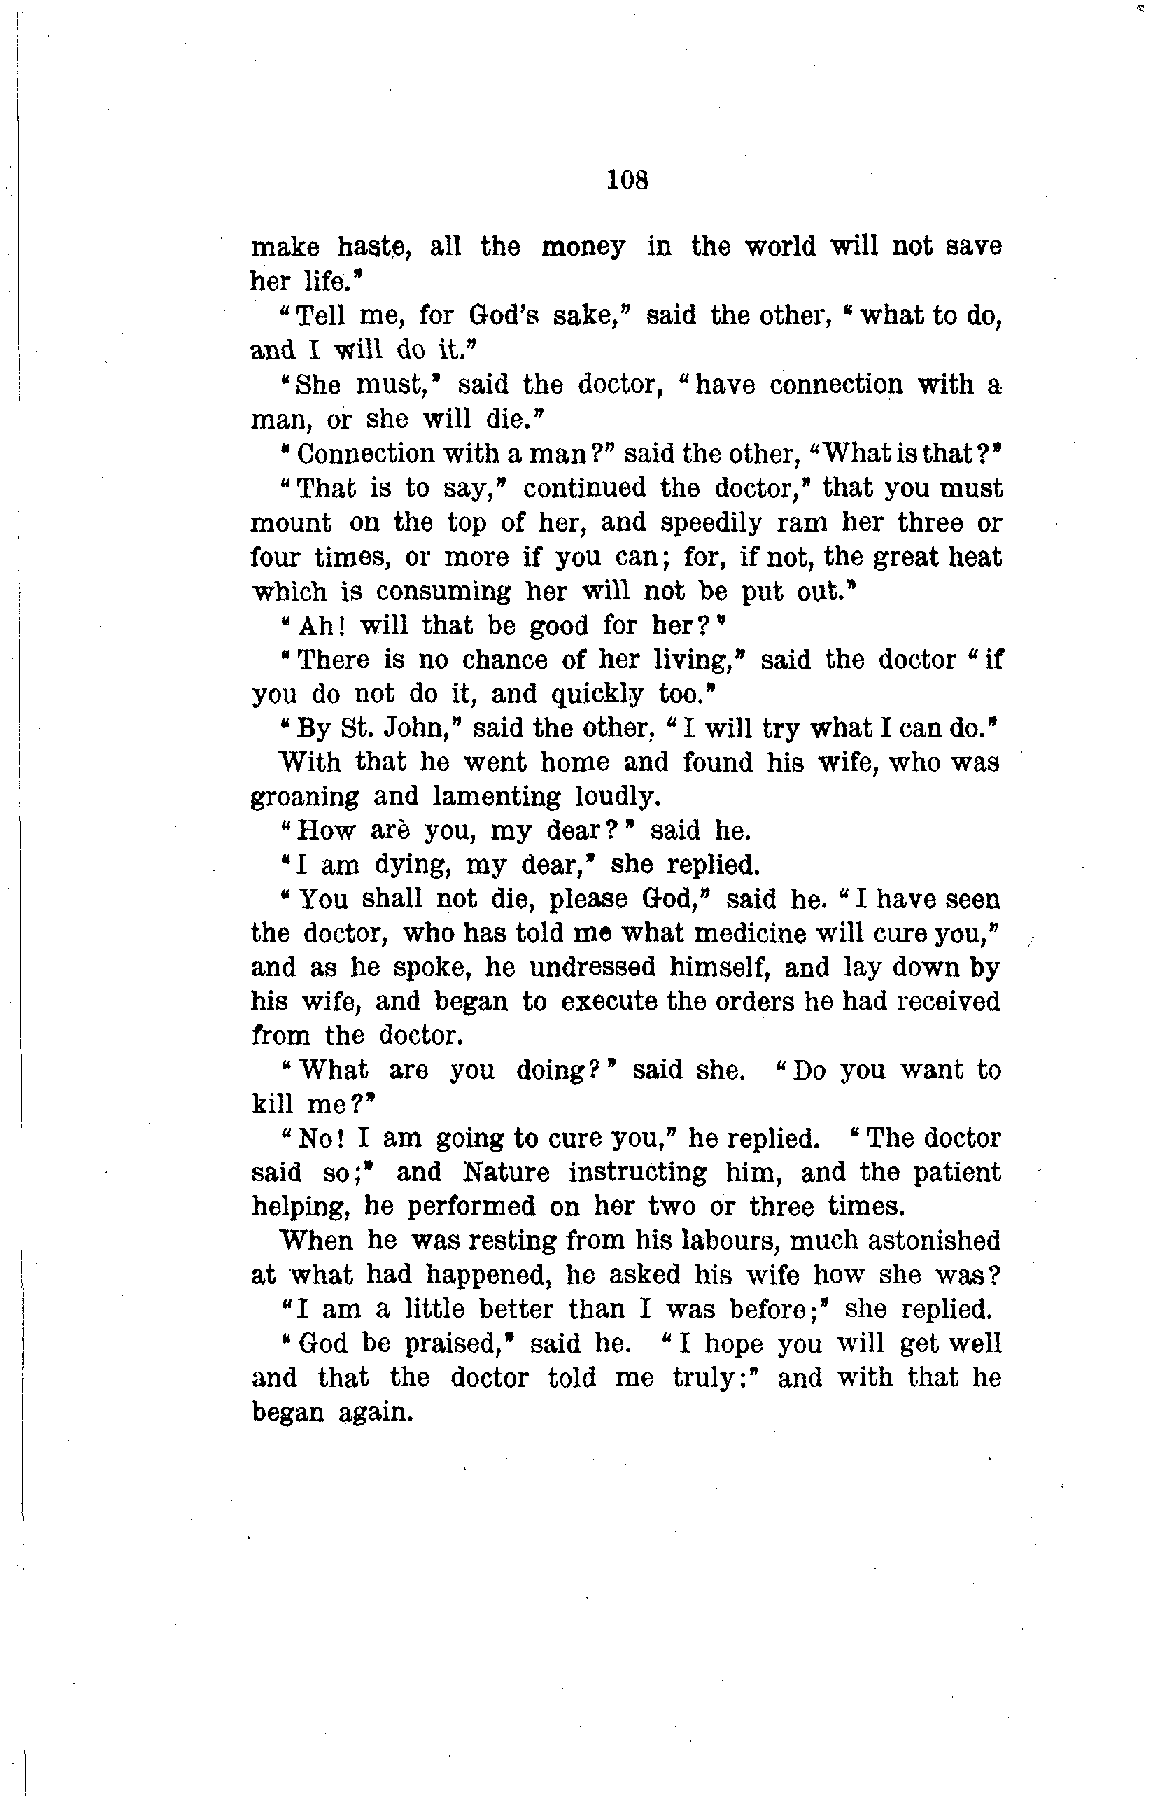 108
make haste, all the money in the world will not save
her life."
"Tell me, for God's sake," said the other, "what to do,
and I will do it."
"She must," said the doctor, "have connection with a
man, or she will die."
"Connection with a man?" said the other, "What is that?"
"That is to say," continued the doctor," that you must
mount on the top of her, and speedily ram her three or
four times, or more if you can; for, if not, the great heat
which is consuming her will not be put out."
"Ah! will that be good for her?"
"There is no chance of her living," said the doctor "if
you do not do it, and quickly too."
"By St. John," said the other, "I will try what I can do."
With that he went home and found his wife, who was
groaning and lamenting loudly.
"How arè you, my dear?" said he.
"I am dying, my dear," she replied.
"You shall not die, please God," said he. "I have seen
the doctor, who has told me what medicine will cure you,"
and as he spoke, he undressed himself, and lay down by
his wife, and began to execute the orders he had received
from the doctor.
"What are you doing?" said she. "Do you want to
kill me?"
"No! I am going to cure you," he replied. "The doctor
said so;" and Nature instructing him, and the patient
helping, he performed on her two or three times.
When he was resting from his labours, much astonished
at what had happened, he asked his wife how she was?
"I am a little better than I was before;" she replied.
"God be praised," said he. "I hope you will get well
and that the doctor told me truly:" and with that he
began again.